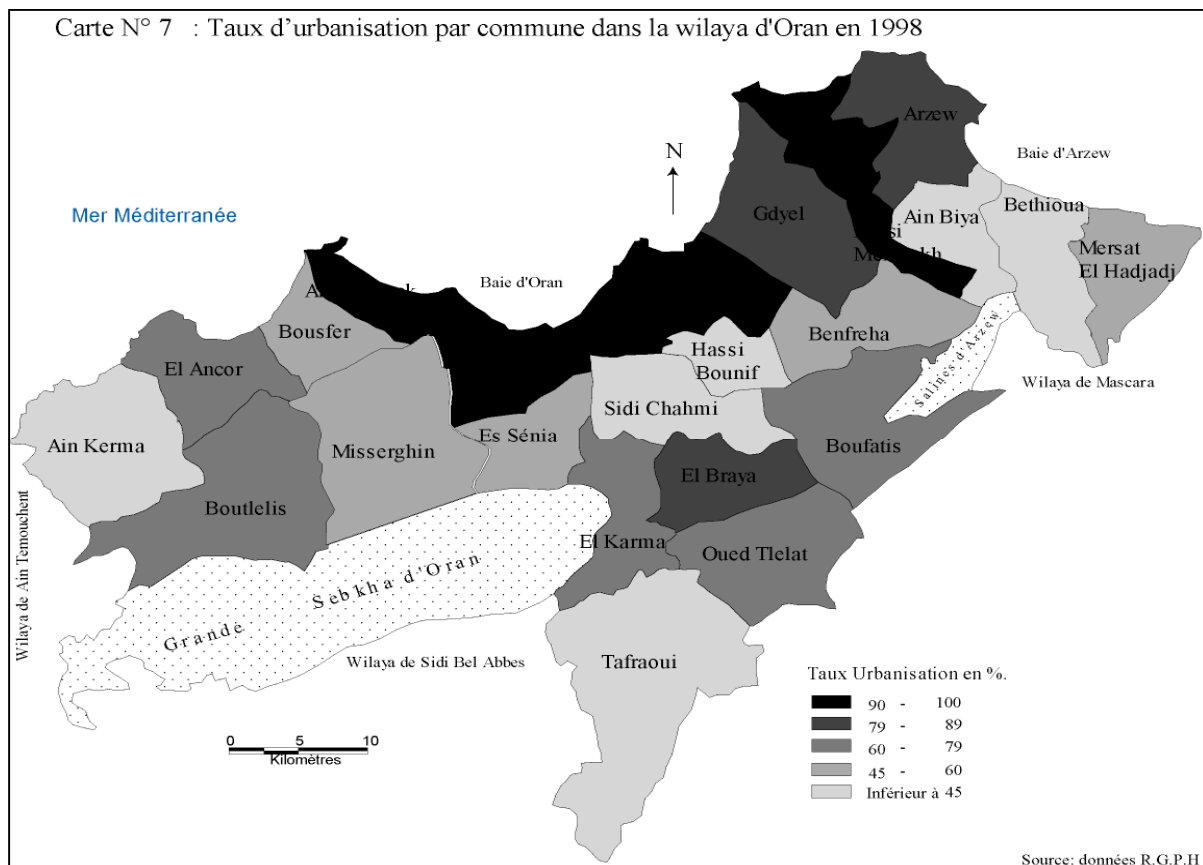 Carte N° 7 : Taux d'urbanisation par commune dans la wilaya d'Oran en 1998
Arzew
N
Baie d'Arzew
Mer Méditerranée
Gdyel
Ain Biya
Bethioua
Mersat
El Hadjadj
Baie d'Oran
Bousfer
Benfreha
Hassi
Bounif
Salines d'Arzew
Wilaya de Mascara
El Ancor
Sidi Chahmi
Es Sénia
Ain Kerma
Misserghin
Boufatis
El Braya
Boutlelis
El Karma
Oued Tlelat
Grande Sebkha d'Oran
Wilaya de Ain Temouchent
Wilaya de Sidi Bel Abbes
Tafraoui
Taux Urbanisation en %.
90 - 100
79 - 89
60 - 79
45 - 60
Inférieur à 45
0 5 10
Kilomètres
Source: données R.G.P.H